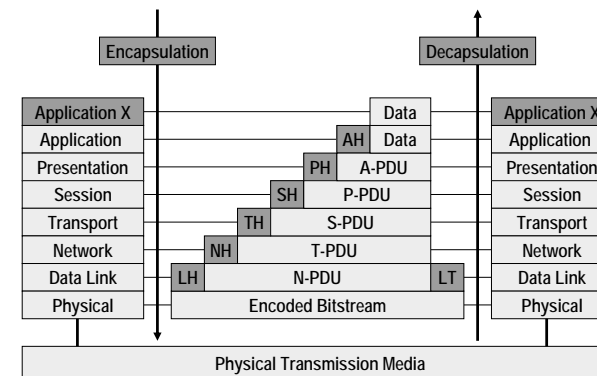 Encapsulation Decapsulation
Application X Data Application X
Application AH Data Application
Presentation PH A-PDU Presentation
Session SH P-PDU Session
Transport TH S-PDU Transport
Network NH T-PDU Network
Data Link LH N-PDU LT Data Link
Physical Encoded Bitstream Physical
Physical Transmission Media